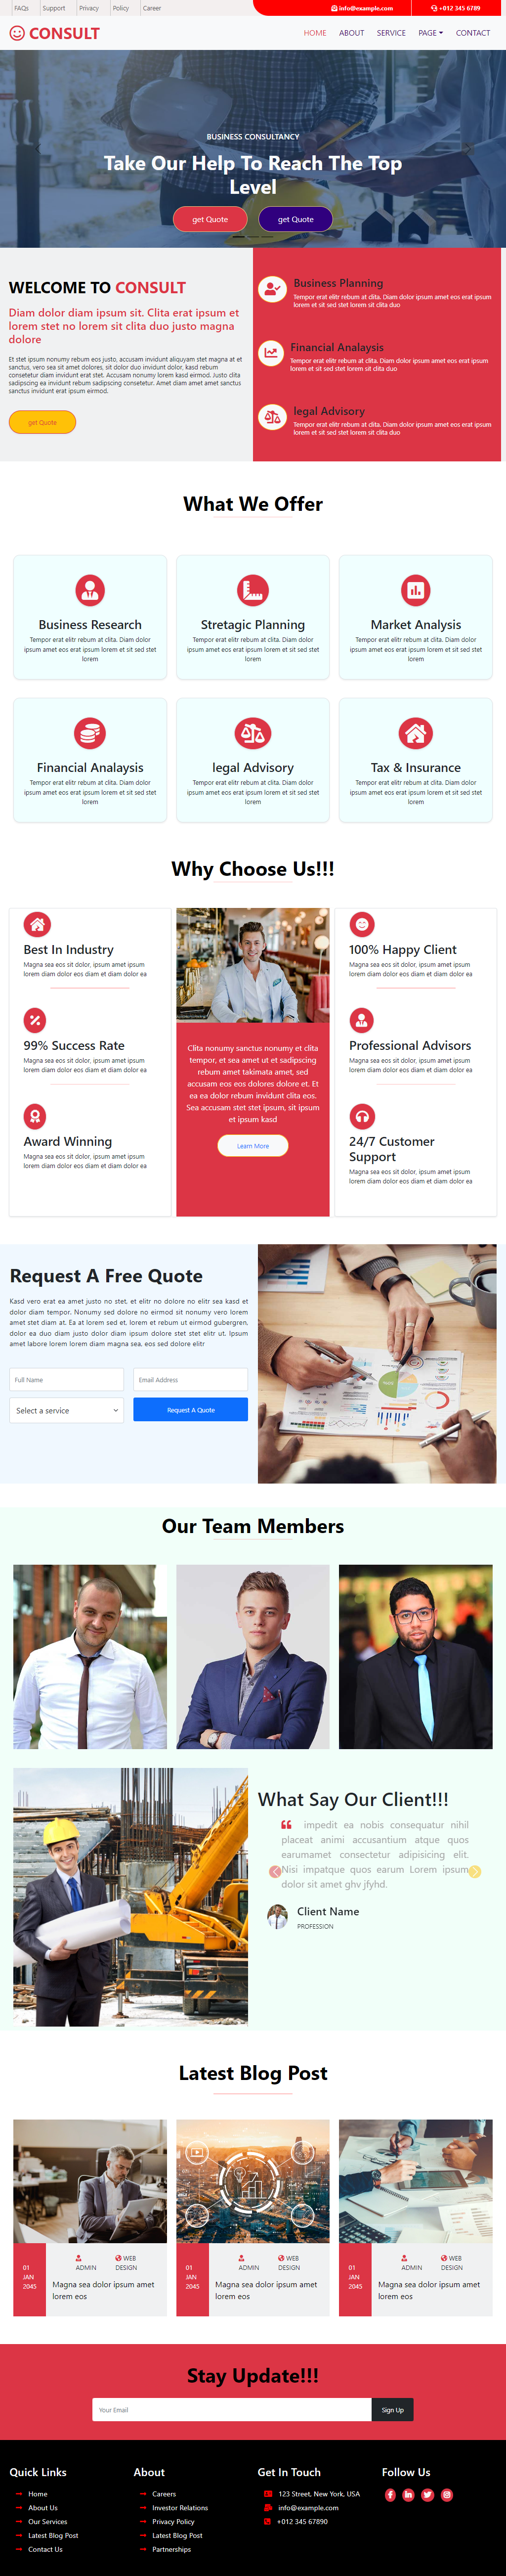 FAQs
Support
Privacy
Policy
Career
info@example.com
+012 345 6789
CONSULT
HOME
ABOUT
SERVICE
PAGE
CONTACT
BUSINESS CONSULTANCY
Take Our Help To Reach The Top
Level
get Quote
get Quote
WELCOME TO CONSULT
Diam dolor diam ipsum sit. Clita erat ipsum et
lorem stet no lorem sit clita duo justo magna
dolore
Et stet ipsum nonumy rebum eos justo, accusam invidunt aliquyam stet magna at et
sanctus, vero sea sit amet dolores, sit dolor duo invidunt dolor, kasd rebum
consetetur diam invidunt erat stet. Accusam nonumy lorem kasd eirmod. Justo clita
sadipscing ea invidunt rebum sadipscing consetetur. Amet diam amet amet sanctus
sanctus invidunt erat ipsum eirmod.
get Quote
Business Planning
Tempor erat elitr rebum at clita. Diam dolor ipsum amet eos erat ipsum
lorem et sit sed stet lorem sit clita duo
Financial Analaysis
Tempor erat elitr rebum at clita. Diam dolor ipsum amet eos erat ipsum
lorem et sit sed stet lorem sit clita duo
legal Advisory
Tempor erat elitr rebum at clita. Diam dolor ipsum amet eos erat ipsum
lorem et sit sed stet lorem sit clita duo
What We Offer
Business Research
Tempor erat elitr rebum at clita. Diam dolor
ipsum amet eos erat ipsum lorem et sit sed stet
lorem
Stretagic Planning
Tempor erat elitr rebum at clita. Diam dolor
ipsum amet eos erat ipsum lorem et sit sed stet
lorem
Market Analysis
Tempor erat elitr rebum at clita. Diam dolor
ipsum amet eos erat ipsum lorem et sit sed stet
lorem
Financial Analaysis
Tempor erat elitr rebum at clita. Diam dolor
ipsum amet eos erat ipsum lorem et sit sed stet
lorem
legal Advisory
Tempor erat elitr rebum at clita. Diam dolor
ipsum amet eos erat ipsum lorem et sit sed stet
lorem
Tax & Insurance
Tempor erat elitr rebum at clita. Diam dolor
ipsum amet eos erat ipsum lorem et sit sed stet
lorem
Why Choose Us!!!
Best In Industry
Magna sea eos sit dolor, ipsum amet ipsum
lorem diam dolor eos diam et diam dolor ea
99% Success Rate
Magna sea eos sit dolor, ipsum amet ipsum
lorem diam dolor eos diam et diam dolor ea
Award Winning
Magna sea eos sit dolor, ipsum amet ipsum
lorem diam dolor eos diam et diam dolor ea
Clita nonumy sanctus nonumy et clita
tempor, et sea amet ut et sadipscing
rebum amet takimata amet, sed
accusam eos eos dolores dolore et. Et
ea ea dolor rebum invidunt clita eos.
Sea accusam stet stet ipsum, sit ipsum
et ipsum kasd
Learn More
100% Happy Client
Magna sea eos sit dolor, ipsum amet ipsum
lorem diam dolor eos diam et diam dolor ea
Professional Advisors
Magna sea eos sit dolor, ipsum amet ipsum
lorem diam dolor eos diam et diam dolor ea
24/7 Customer
Support
Magna sea eos sit dolor, ipsum amet ipsum
lorem diam dolor eos diam et diam dolor ea
Request A Free Quote
Kasd vero erat ea amet justo no stet, et elitr no dolore no elitr sea kasd et
dolor diam tempor. Nonumy sed dolore no eirmod sit nonumy vero lorem
amet stet diam at. Ea at lorem sed et, lorem et rebum ut eirmod gubergren,
dolor ea duo diam justo dolor diam ipsum dolore stet stet elitr ut. Ipsum
amet labore lorem lorem diam magna sea, eos sed dolore elitr
Full Name
Email Address
Select a service
Request A Quote
Our Team Members
What Say Our Client!!!
impedit ea nobis consequatur nihil
placeat animi accusantium atque quos
earumamet consectetur adipisicing elit.
Nisi impatque quos earum Lorem ipsum
dolor sit amet ghv jfyhd.
Client Name
PROFESSION
Latest Blog Post
01
JAN
2045
ADMIN
WEB
DESIGN
Magna sea dolor ipsum amet
lorem eos
01
JAN
2045
ADMIN
WEB
DESIGN
Magna sea dolor ipsum amet
lorem eos
01
JAN
2045
ADMIN
WEB
DESIGN
Magna sea dolor ipsum amet
lorem eos
Stay Update!!!
Your Email
Sign Up
Quick Links
Home
About Us
Our Services
Latest Blog Post
Contact Us
About
Careers
Investor Relations
Privacy Policy
Latest Blog Post
Partnerships
Get In Touch
123 Street, New York, USA
info@example.com
+012 345 67890
Follow Us